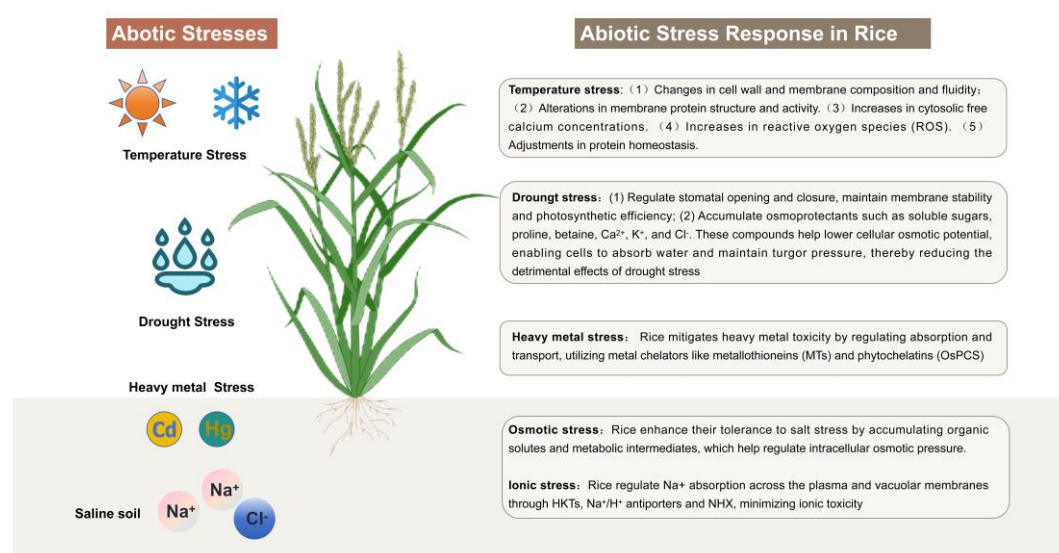 Abotic Stresses
Abiotic Stress Response in Rice
Temperature Stress
Drought Stress
Heavy metal  Stress
Cd
Hg
Saline soil
Na⁺
Na⁺
Cl⁻
Temperature stress:（1）Changes in cell wall and membrane composition and fluidity;
（2）Alterations in membrane protein structure and activity.（3）Increases in cytosolic free
calcium concentrations.（4）Increases in reactive oxygen species (ROS).（5）
Adjustments in protein homeostasis.
Droungt stress：(1) Regulate stomatal opening and closure, maintain membrane stability
and photosynthetic efficiency; (2) Accumulate osmoprotectants such as soluble sugars,
proline, betaine, Ca²⁺, K⁺, and Cl⁻. These compounds help lower cellular osmotic potential,
enabling cells to absorb water and maintain turgor pressure, thereby reducing the
detrimental effects of drought stress
Heavy metal stress： Rice mitigates heavy metal toxicity by regulating absorption and
transport, utilizing metal chelators like metallothioneins (MTs) and phytochelatins (OsPCS)
Osmotic stress：Rice enhance their tolerance to salt stress by accumulating organic
solutes and metabolic intermediates, which help regulate intracellular osmotic pressure.
Ionic stress：Rice regulate Na+ absorption across the plasma and vacuolar membranes
through HKTs, Na⁺/H⁺ antiporters and NHX, minimizing ionic toxicity